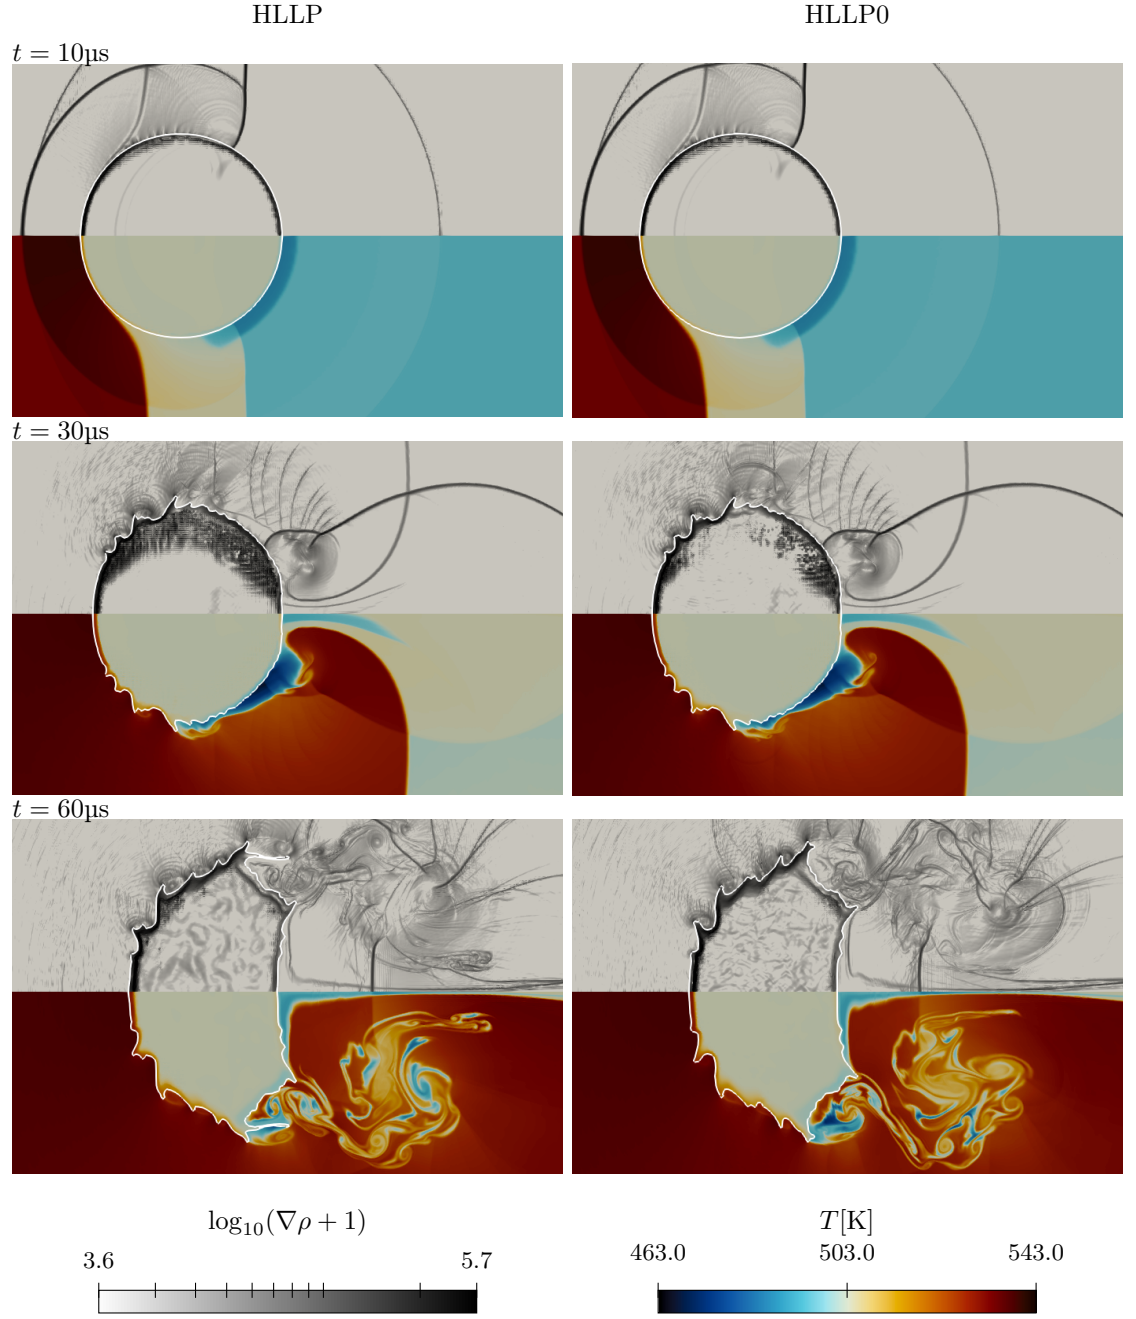 HLLP HLLP0
t = 10μs
t = 30μs
t = 60μs
log₁₀(∇ρ + 1) T[K]
3.6 5.7 463.0 503.0 543.0